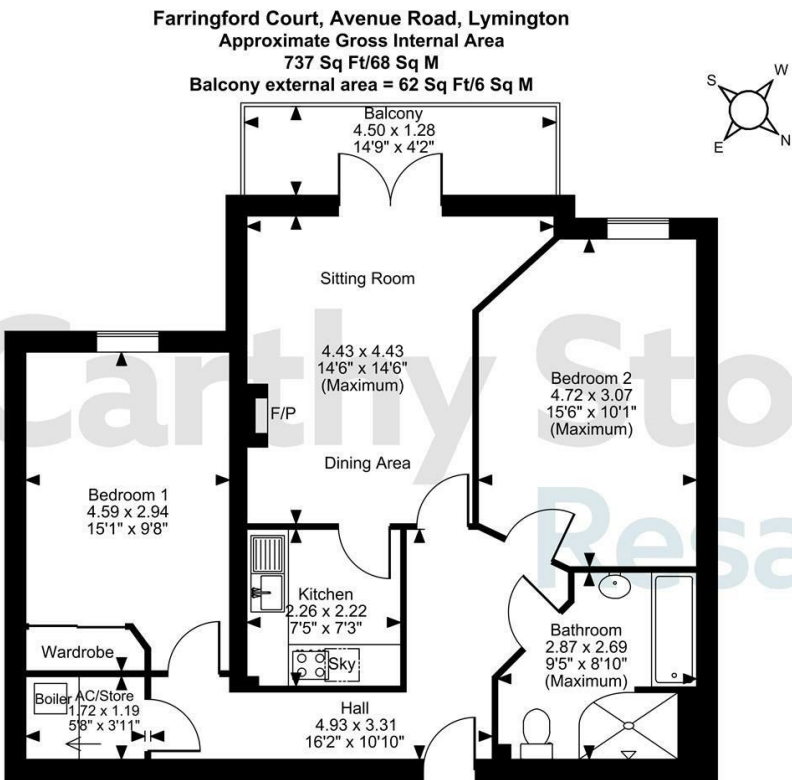 Farringford Court, Avenue Road, Lymington
Approximate Gross Internal Area
737 Sq Ft/68 Sq M
Balcony external area = 62 Sq Ft/6 Sq M
S
W
E
N
Balcony
4.50 x 1.28
14'9" x 4'2"
Sitting Room
4.43 x 4.43
14'6" x 14'6"
(Maximum)
F/P
Dining Area
Bedroom 2
4.72 x 3.07
15'6" x 10'1"
(Maximum)
Bedroom 1
4.59 x 2.94
15'1" x 9'8"
Wardrobe
Kitchen
2.26 x 2.22
7'5" x 7'3"
Sky
Bathroom
2.87 x 2.69
9'5" x 8'10"
(Maximum)
Boiler
AC/Store
1.72 x 1.19
5'8" x 3'11"
Hall
4.93 x 3.31
16'2" x 10'10"
Carthy Sto
Resa